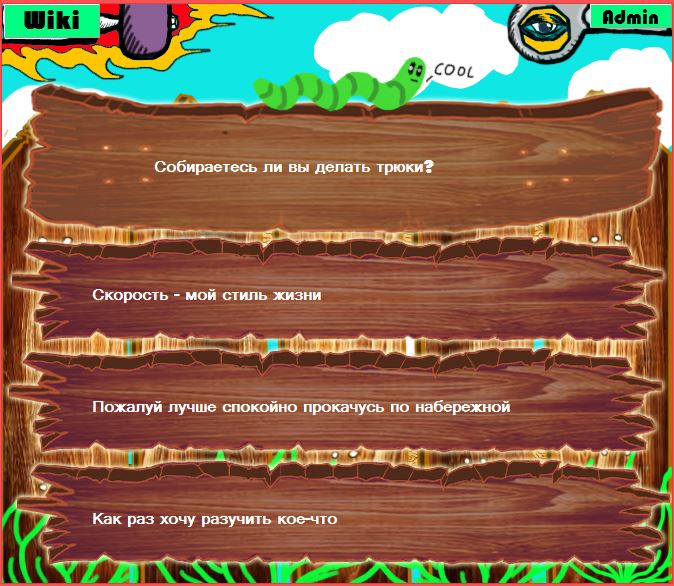 Wiki
Admin
COOL
Собираетесь ли вы делать трюки?
Скорость - мой стиль жизни
Пожалуй лучше спокойно прокачусь по набережной
Как раз хочу разучить кое-что